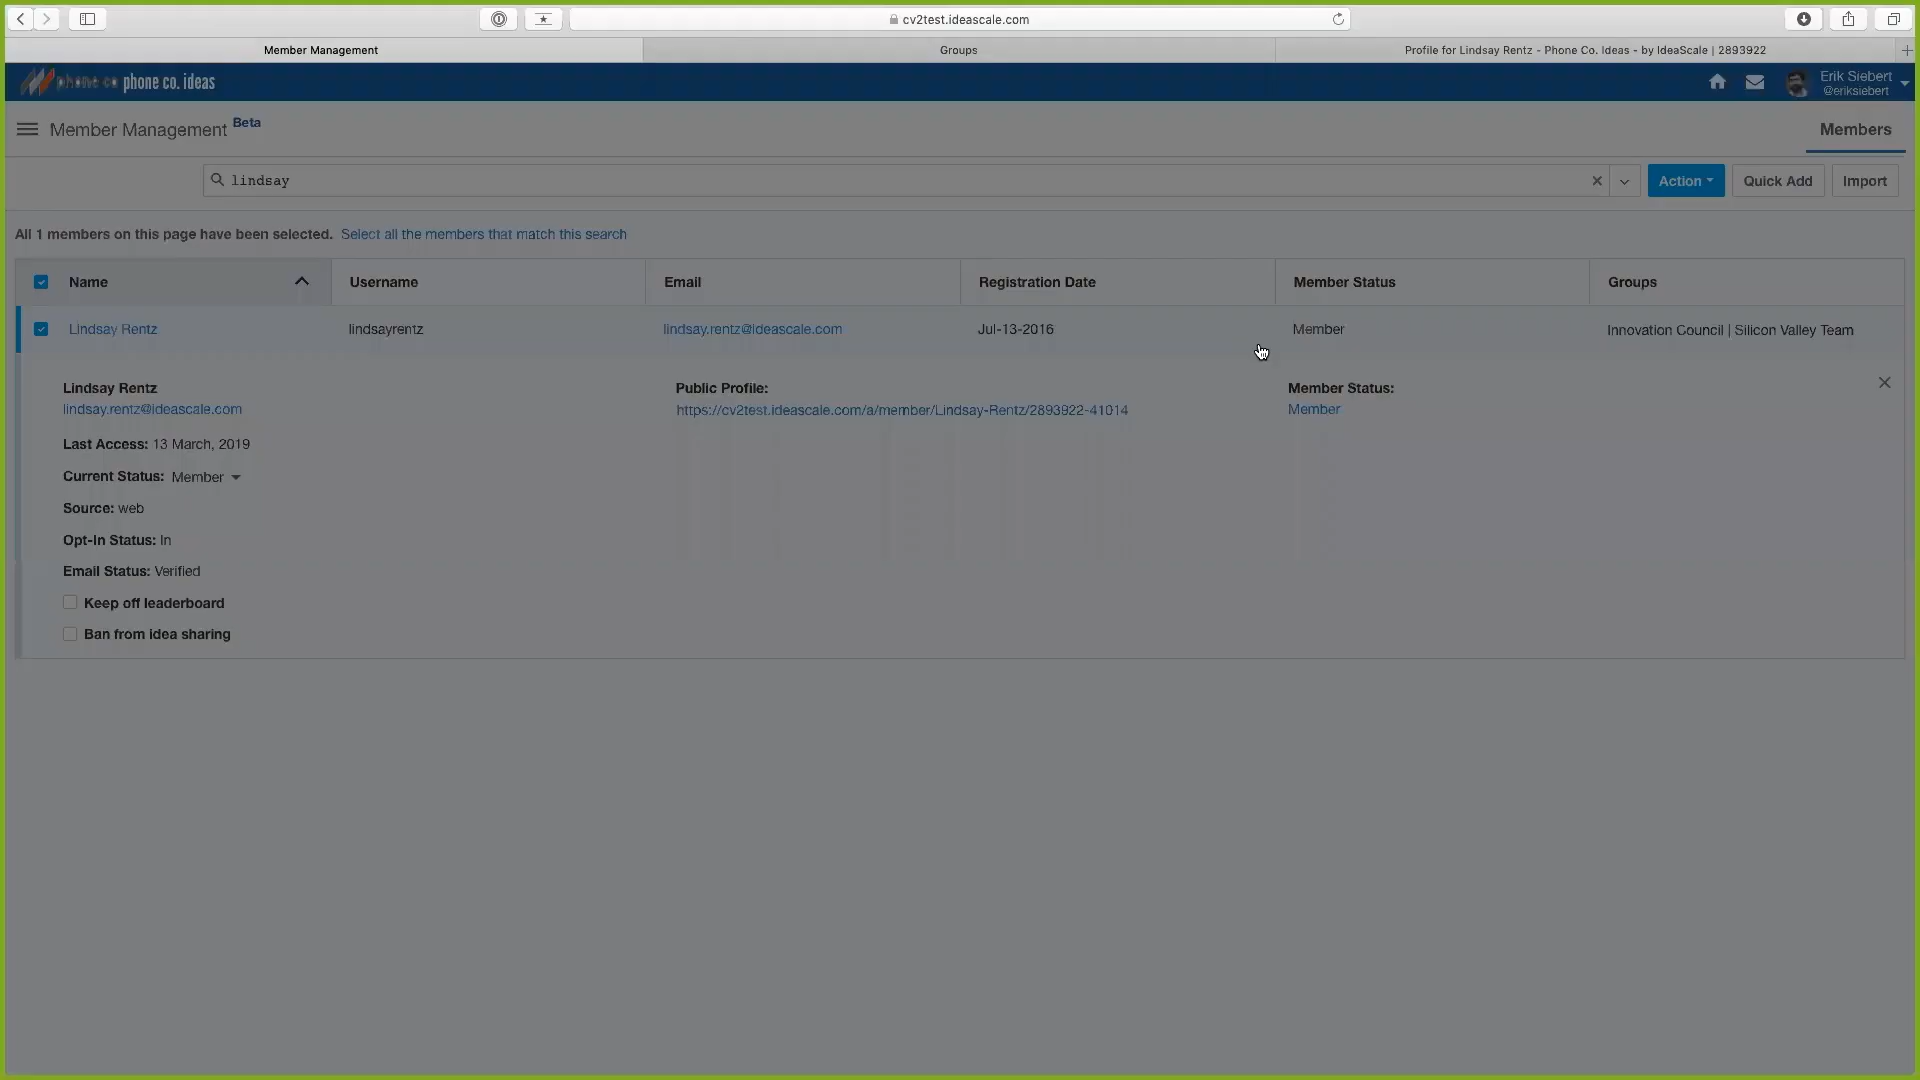 cv2test.ideascale.com
Member Management
Groups
Profile for Lindsay Rentz - Phone Co. Ideas - by IdeaScale | 2893922
phone co phone co. ideas
Erik Siebert
@eriksiebert
Member Management Beta
Members
lindsay
Action
Quick Add
Import
All 1 members on this page have been selected. Select all the members that match this search
Name Username Email Registration Date Member Status Groups
Lindsay Rentz lindsayrentz lindsay.rentz@ideascale.com Jul-13-2016 Member Innovation Council | Silicon Valley Team
Lindsay Rentz Public Profile: Member Status:
lindsay.rentz@ideascale.com https://cv2test.ideascale.com/a/member/Lindsay-Rentz/2893922-41014 Member
Last Access: 13 March, 2019
Current Status: Member
Source: web
Opt-In Status: In
Email Status: Verified
Keep off leaderboard
Ban from idea sharing